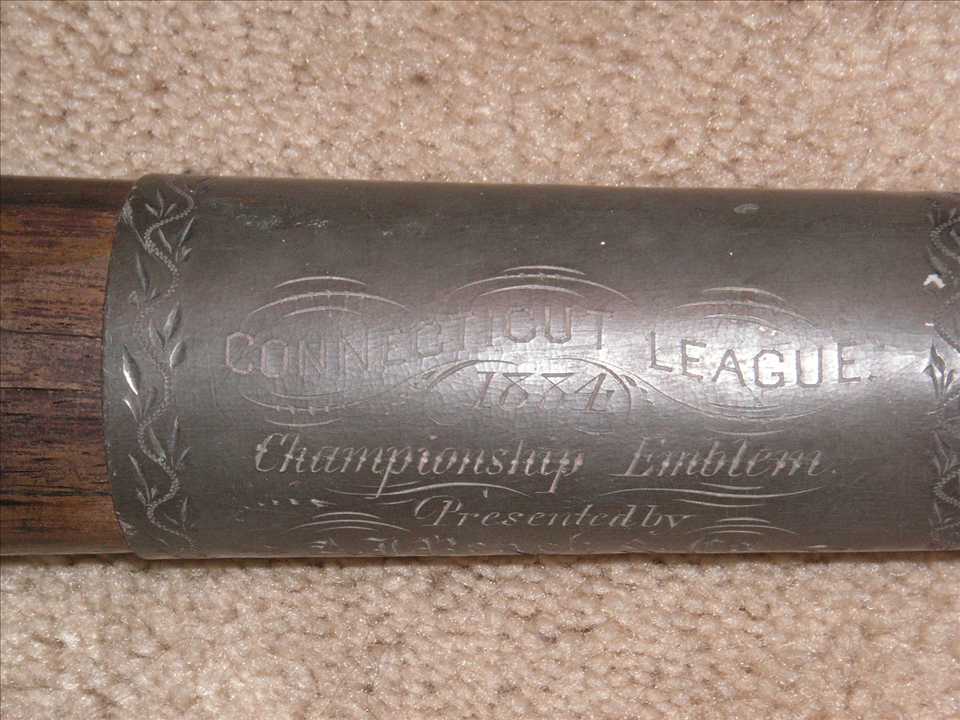 CONNECTICUT LEAGUE.
1884
Championship Emblem.
Presented by